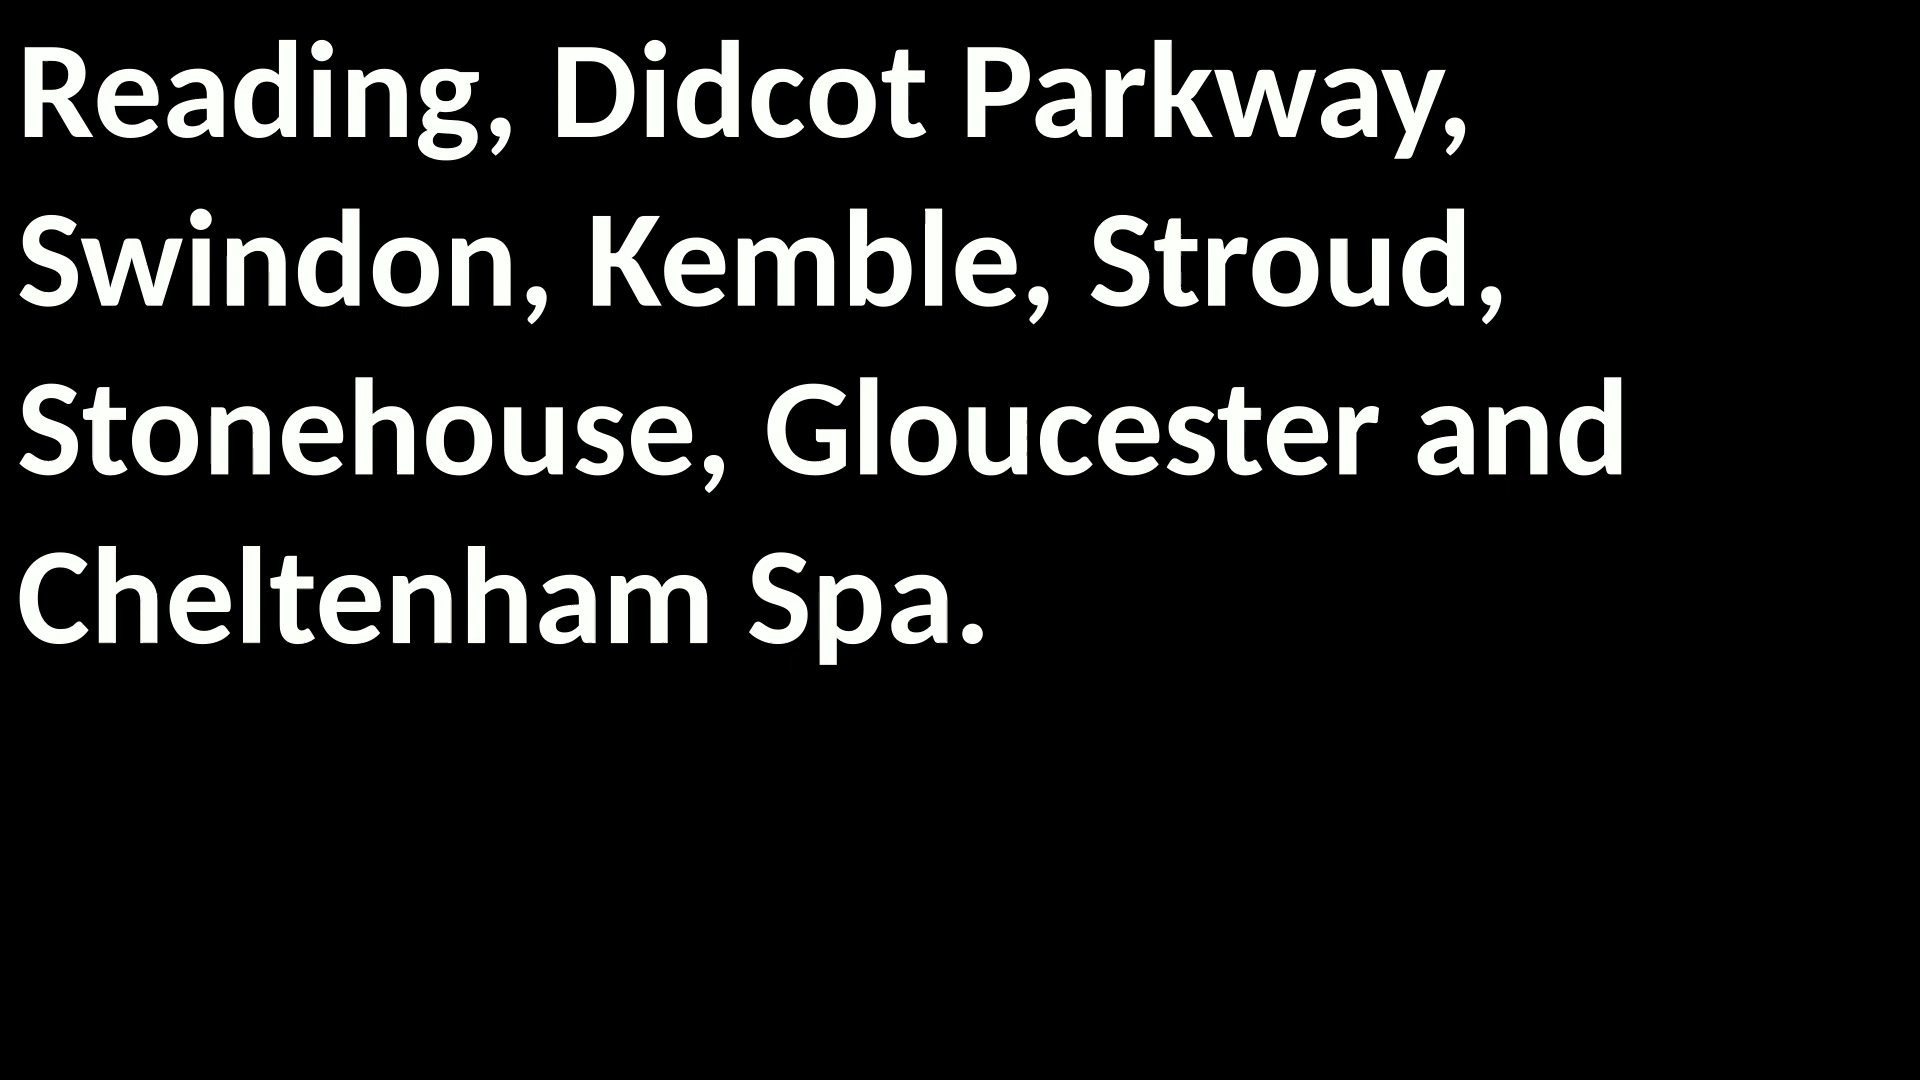 Reading, Didcot Parkway,
Swindon, Kemble, Stroud,
Stonehouse, Gloucester and
Cheltenham Spa.